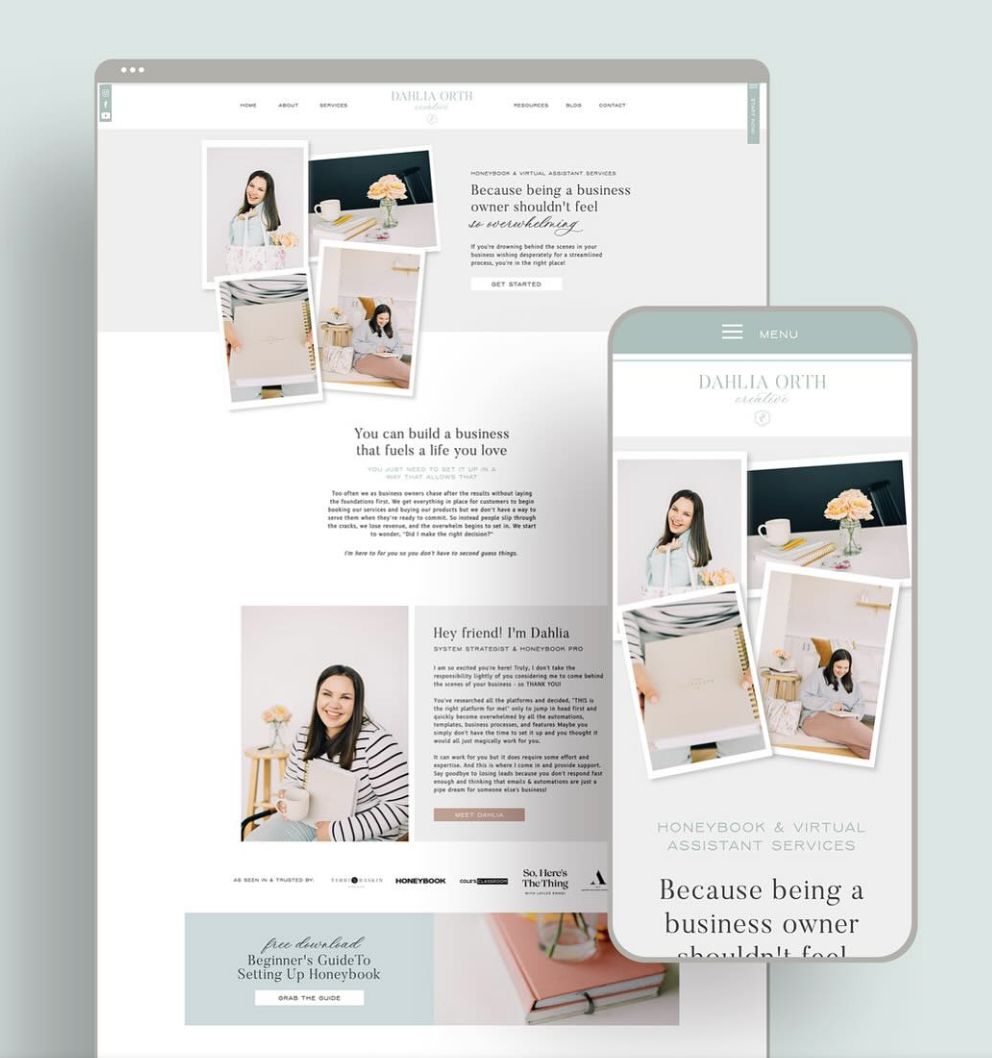 HOME
ABOUT
SERVICES
DAHLIA ORTH
creative
RESOURCES
BLOG
CONTACT
START NOW
HONEYBOOK & VIRTUAL ASSISTANT SERVICES
Because being a business
owner shouldn't feel
so overwhelming
If you're drowning behind the scenes in your
business wishing desperately for a streamlined
process, you're in the right place!
GET STARTED
You can build a business
that fuels a life you love
YOU JUST NEED TO SET IT UP IN A
WAY THAT ALLOWS THAT
Too often we as business owners chase after the results without laying
the foundations first. We get everything in place for customers to begin
booking our services and buying our products but we don't have a way to
serve them when they're ready to commit. So instead people slip through
the cracks, we lose revenue, and the overwhelm begins to set in. We start
to wonder, "Did I make the right decision?"
I'm here to for you so you don't have to second guess things.
Hey friend! I'm Dahlia
SYSTEM STRATEGIST & HONEYBOOK PRO
I am so excited you're here! Truly, I don't take the
responsibility lightly of you considering me to come behind
the scenes of your business - so THANK YOU!
You've researched all the platforms and decided, "THIS is
the right platform for me!" only to jump in head first and
quickly become overwhelmed by all the automations,
templates, business processes, and features Maybe you
simply don't have the time to set it up and you thought it
would all just magically work for you.
It can work for you but it does require some effort and
expertise. And this is where I come in and provide support.
Say goodbye to losing leads because you don't respond fast
enough and thinking that emails & automations are just a
pipe dream for someone else's business!
MEET DAHLIA
AS SEEN IN & TRUSTED BY:
HONEYBOOK
COLE'S CLASSROOM
So, Here's
The Thing
free download
Beginner's GuideTo
Setting Up Honeybook
GRAB THE GUIDE
MENU
DAHLIA ORTH
creative
HONEYBOOK & VIRTUAL
ASSISTANT SERVICES
Because being a
business owner
shouldn't feel